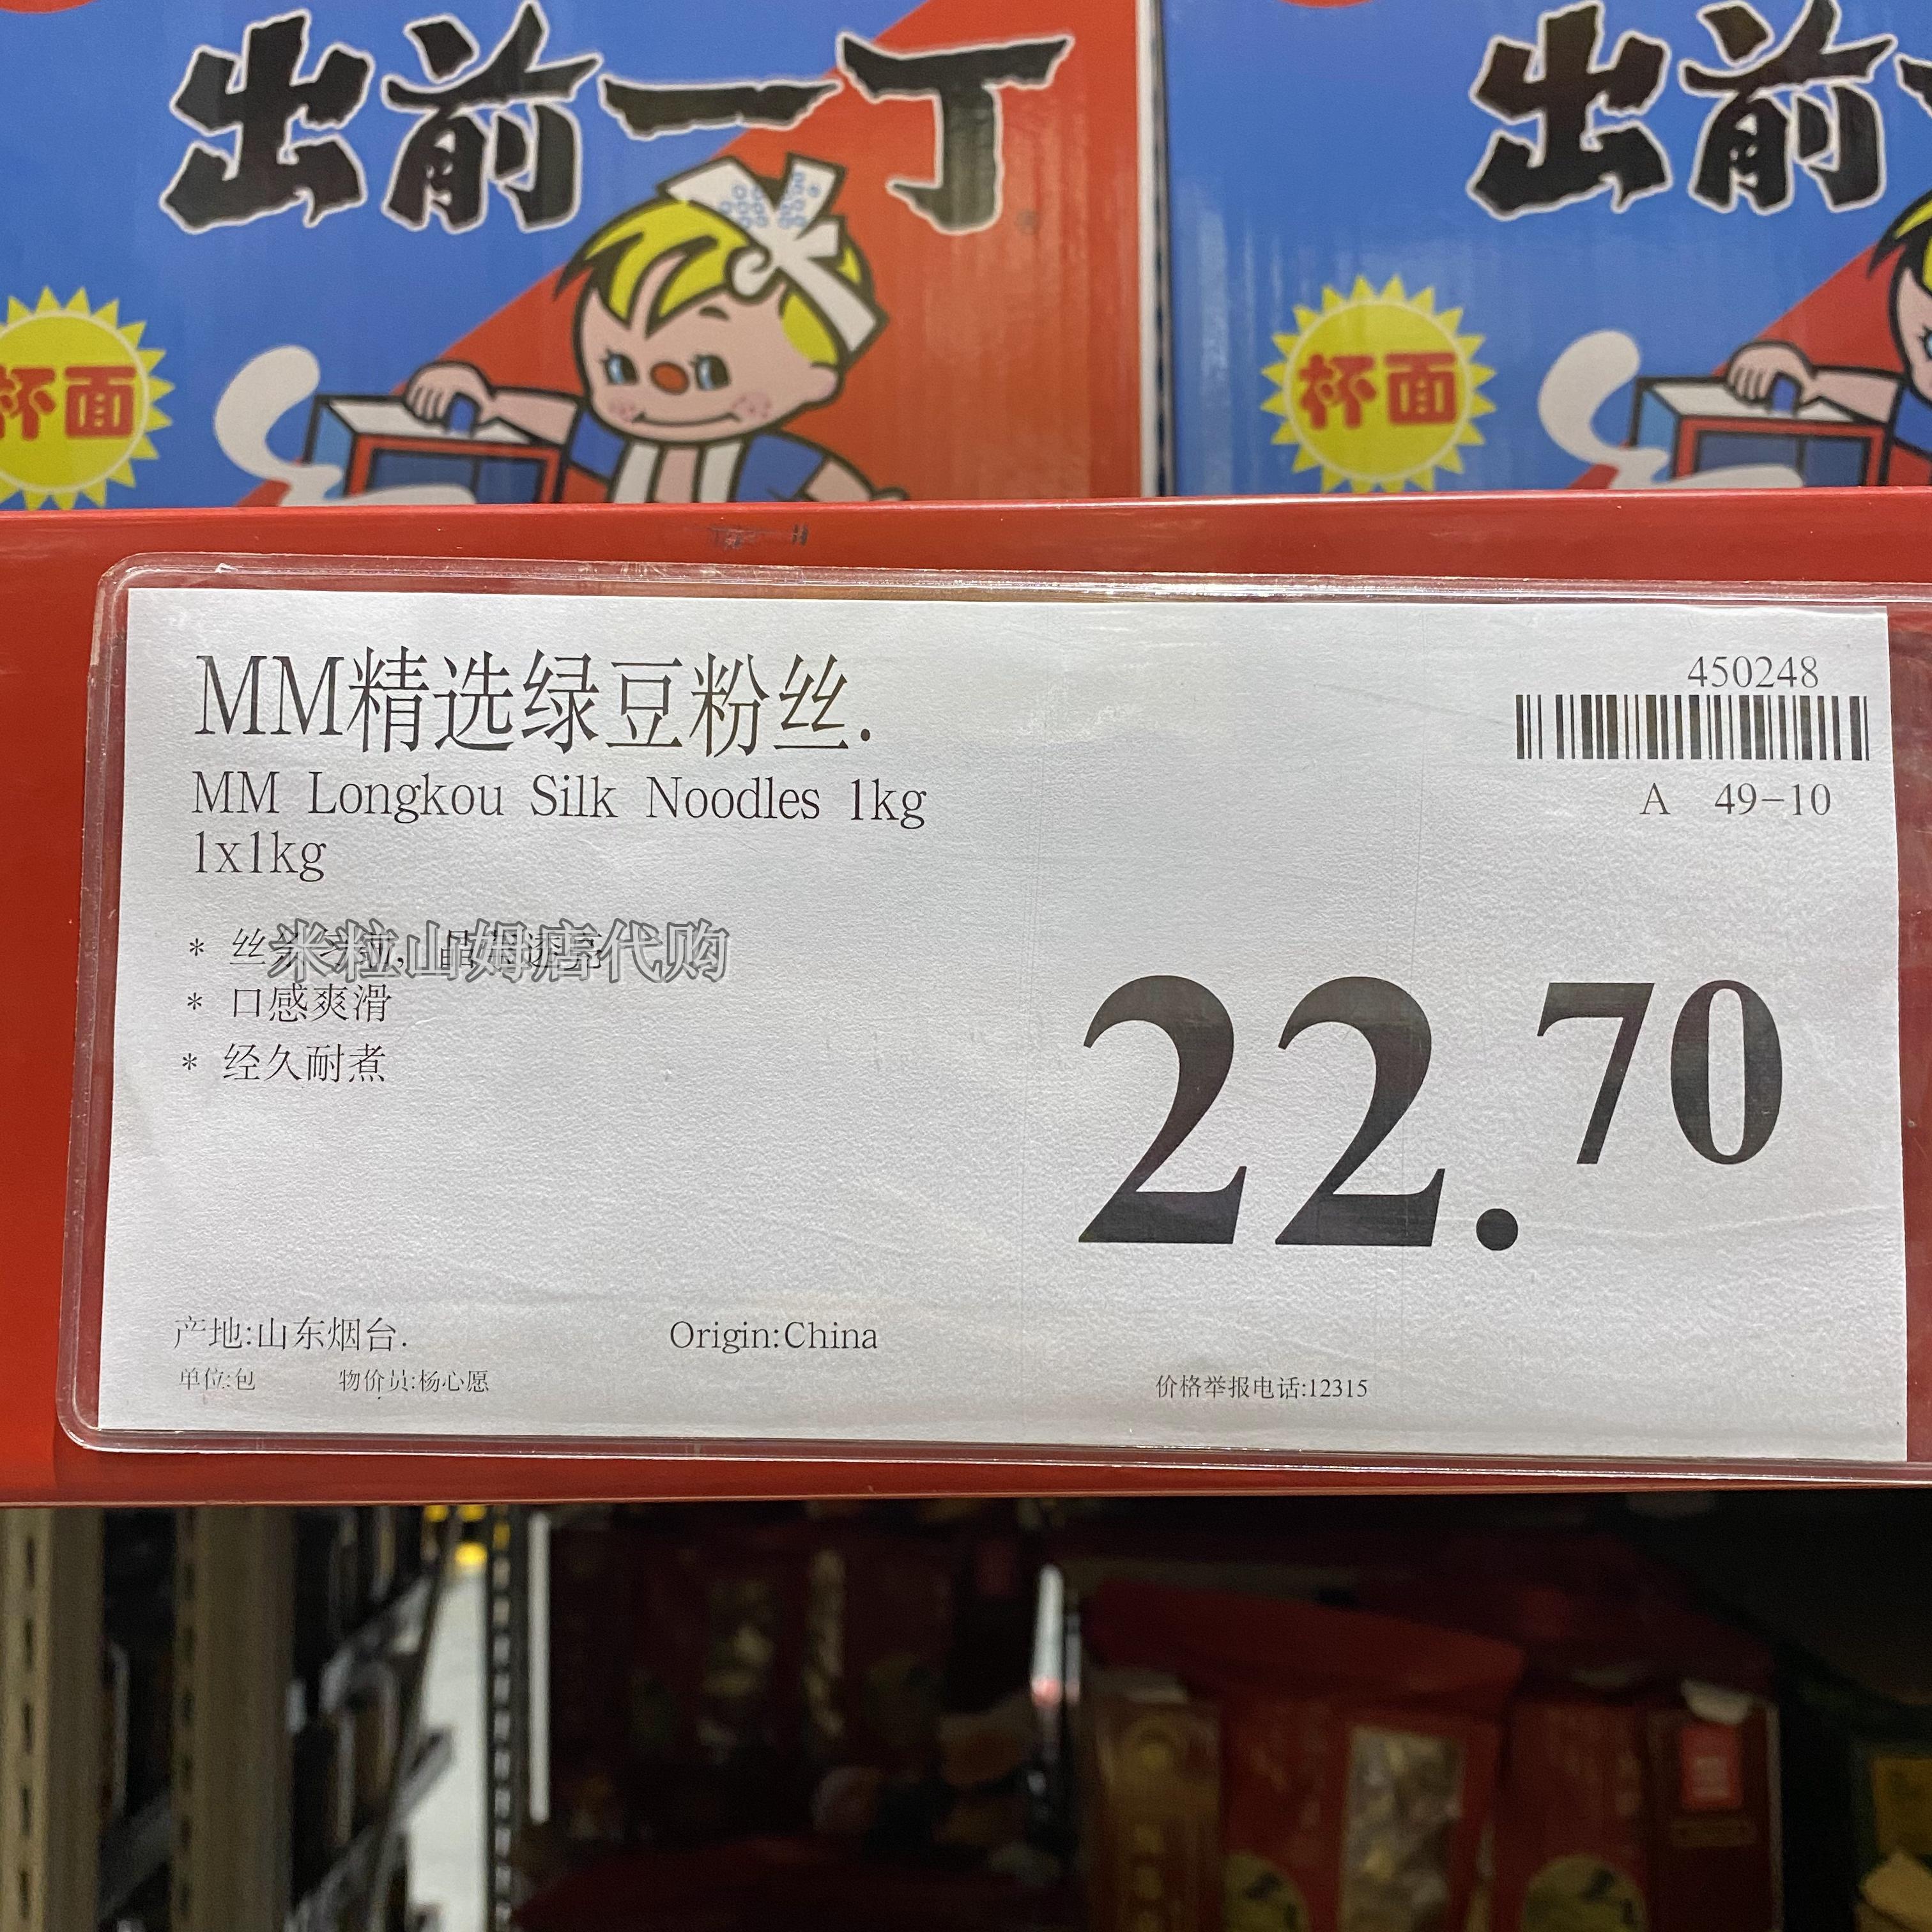 出前一丁
出前
杯面
杯面
MM精选绿豆粉丝.
450248
MM Longkou Silk Noodles 1kg
A 49-10
1x1kg
米粒山姆店代购
* 口感爽滑
* 经久耐煮
22.70
产地:山东烟台.
Origin:China
单位:包
物价员:杨心愿
价格举报电话:12315